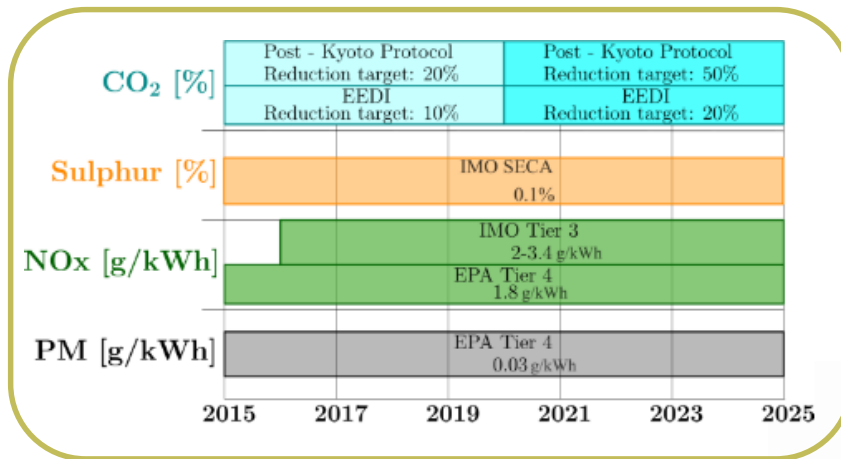 CO₂ [%]
Post - Kyoto Protocol
Reduction target: 20%
Post - Kyoto Protocol
Reduction target: 50%
EEDI
Reduction target: 10%
EEDI
Reduction target: 20%
Sulphur [%]
IMO SECA
0.1%
NOx [g/kWh]
IMO Tier 3
2-3.4 g/kWh
EPA Tier 4
1.8 g/kWh
PM [g/kWh]
EPA Tier 4
0.03 g/kWh
2015 2017 2019 2021 2023 2025